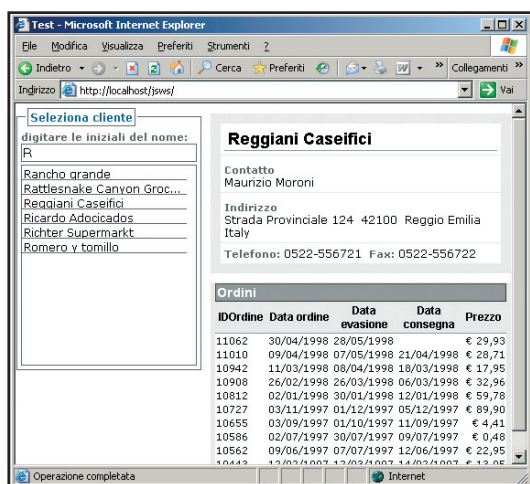 Test - Microsoft Internet Explorer
File Modifica Visualizza Preferiti Strumenti ?
Indietro Cerca Preferiti Collegamenti
Indirizzo http://localhost/jsws/ Vai
Seleziona cliente
digitare le iniziali del nome:
R
Rancho grande
Rattlesnake Canyon Groc...
Reggiani Caseifici
Ricardo Adocicados
Richter Supermarkt
Romero y tomillo
Reggiani Caseifici
Contatto
Maurizio Moroni
Indirizzo
Strada Provinciale 124 42100 Reggio Emilia
Italy
Telefono: 0522-556721 Fax: 0522-556722
Ordini
IDOrdine Data ordine Data evasione Data consegna Prezzo
11062 30/04/1998 28/05/1998 € 29,93
11010 09/04/1998 07/05/1998 21/04/1998 € 28,71
10942 11/03/1998 08/04/1998 18/03/1998 € 17,95
10908 26/02/1998 26/03/1998 06/03/1998 € 32,96
10812 02/01/1998 30/01/1998 12/01/1998 € 59,78
10727 03/11/1997 01/12/1997 05/12/1997 € 89,90
10655 03/09/1997 01/10/1997 11/09/1997 € 4,41
10586 02/07/1997 30/07/1997 09/07/1997 € 0,48
10562 09/06/1997 07/07/1997 12/06/1997 € 22,95
Operazione completata Internet